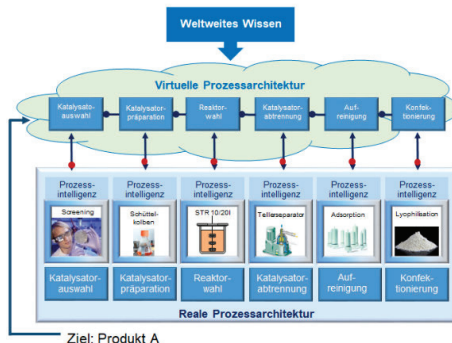 Weltweites Wissen
Virtuelle Prozessarchitektur
Katalysator-
auswahl
Katalysator-
präparation
Reaktor-
wahl
Katalysator-
abtrennung
Auf-
reinigung
Konfek-
tionierung
Prozess-
intelligenz
Prozess-
intelligenz
Prozess-
intelligenz
Prozess-
intelligenz
Prozess-
intelligenz
Prozess-
intelligenz
Screening
Schüttel-
kolben
STR 10/20l
Tellerseparator
Adsorption
Lyophilisation
Katalysator-
auswahl
Katalysator-
präparation
Reaktor-
wahl
Katalysator-
abtrennung
Auf-
reinigung
Konfek-
tionierung
Reale Prozessarchitektur
Ziel: Produkt A